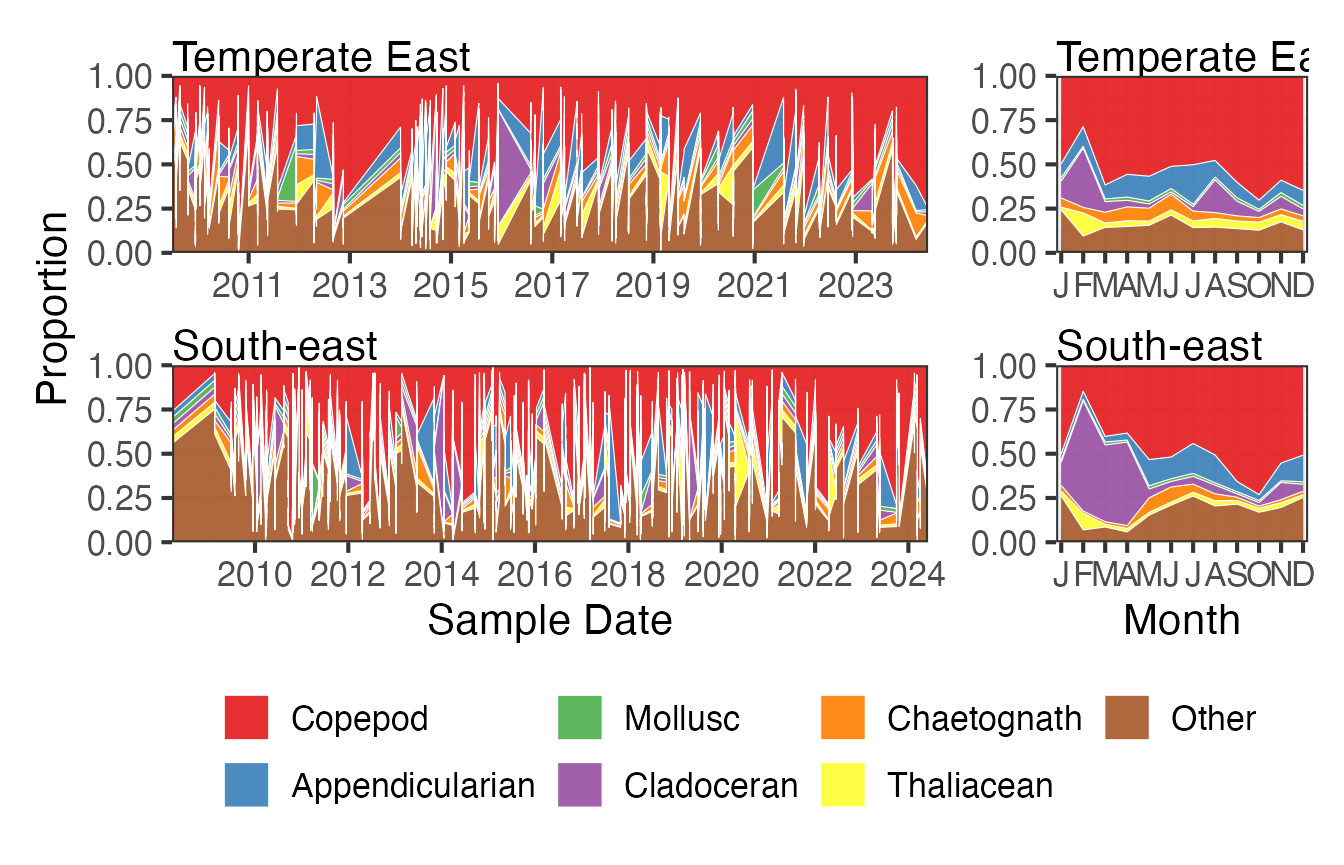 Temperate East
Temperate Ea
1.00
0.75
0.50
0.25
0.00
2011 2013 2015 2017 2019 2021 2023
1.00
0.75
0.50
0.25
0.00
J F M A M J J A S O N D
Proportion
South-east
South-east
1.00
0.75
0.50
0.25
0.00
2010 2012 2014 2016 2018 2020 2022 2024
1.00
0.75
0.50
0.25
0.00
J F M A M J J A S O N D
Sample Date
Month
Copepod Mollusc Chaetognath Other
Appendicularian Cladoceran Thaliacean